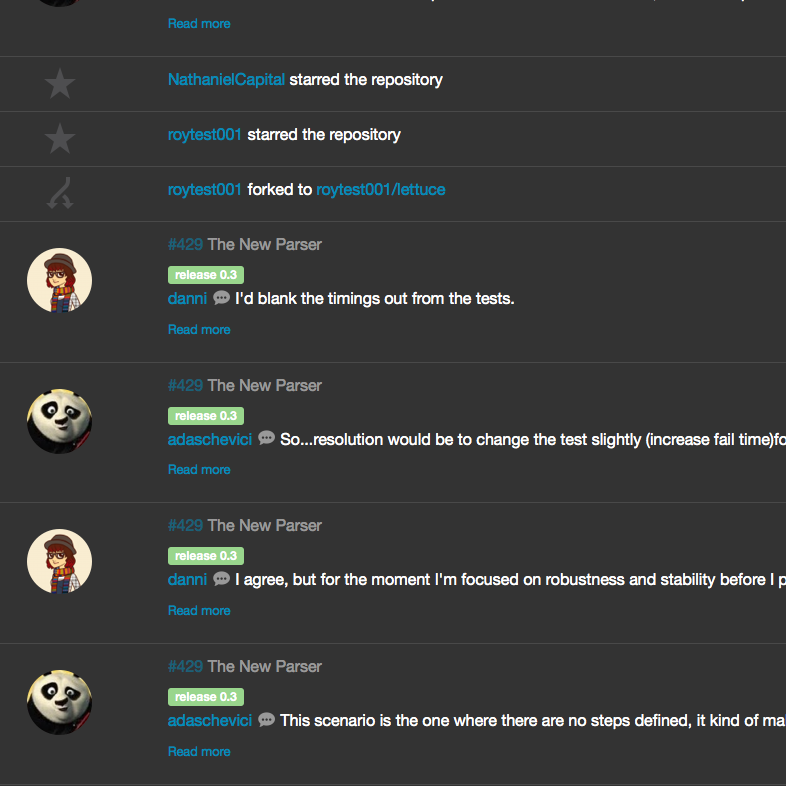 Read more
NathanielCapital starred the repository
roytest001 starred the repository
roytest001 forked to roytest001/lettuce
#429 The New Parser
release 0.3
danni I'd blank the timings out from the tests.
Read more
#429 The New Parser
release 0.3
adaschevici So...resolution would be to change the test slightly (increase fail time)fo
Read more
#429 The New Parser
release 0.3
danni I agree, but for the moment I'm focused on robustness and stability before I p
Read more
#429 The New Parser
release 0.3
adaschevici This scenario is the one where there are no steps defined, it kind of ma
Read more